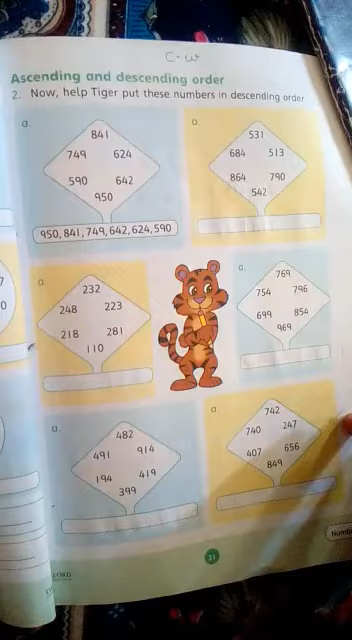 C-w
Ascending and descending order
2. Now, help Tiger put these numbers in descending order
a.
841
749 624
590 642
950
950, 841, 749, 642, 624, 590
a.
531
684 513
864 790
542
a.
232
248 223
218 281
110
a.
769
754 796
699 854
969
a.
482
491 914
194 419
399
a.
742
740 247
407 656
849
21